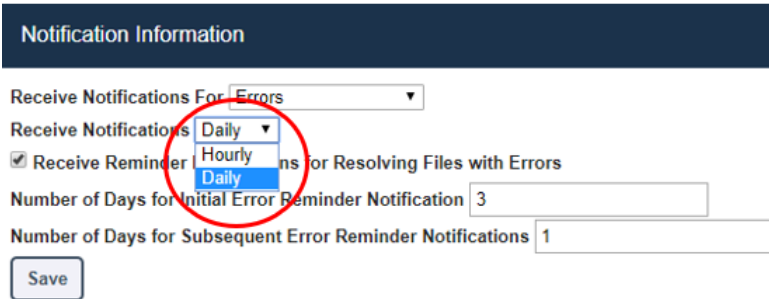 Notification Information
Receive Notifications For Errors
Receive Notifications Daily
Hourly
Receive Reminder ns for Resolving Files with Errors
Daily
Number of Days for Initial Error Reminder Notification 3
Number of Days for Subsequent Error Reminder Notifications 1
Save